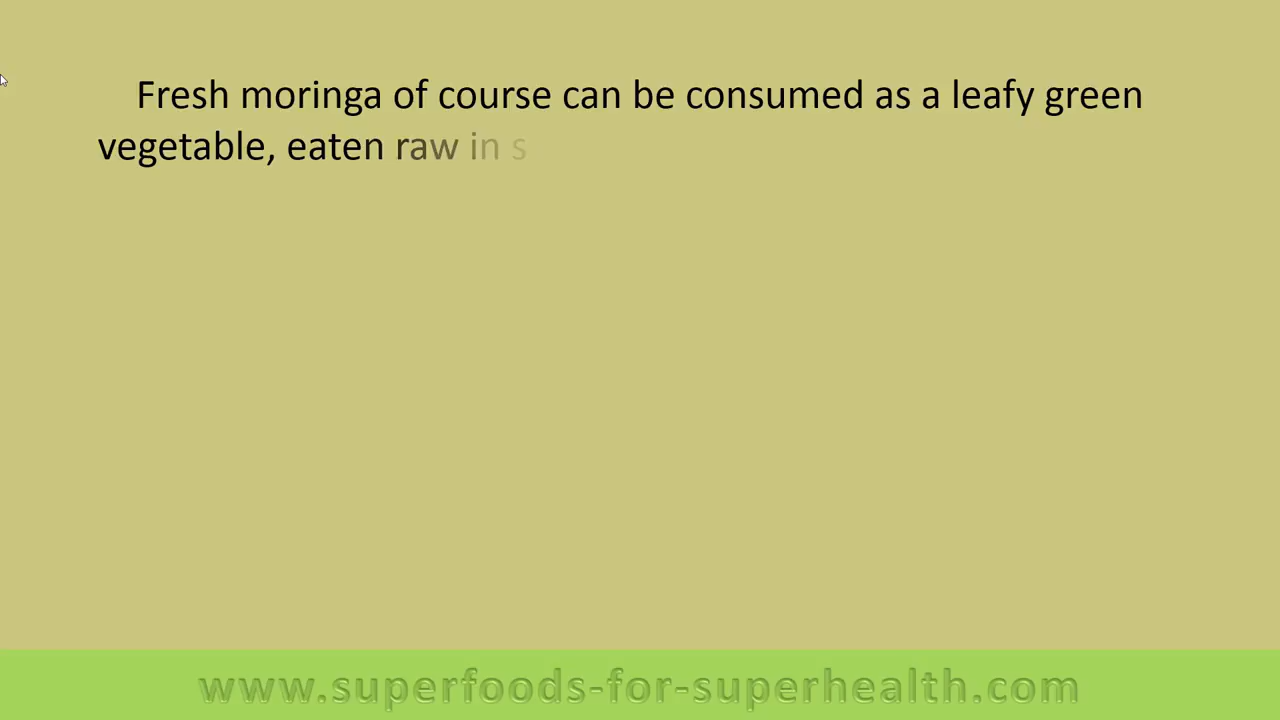 Fresh moringa of course can be consumed as a leafy green
vegetable, eaten raw in s
www.superfoods-for-superhealth.com